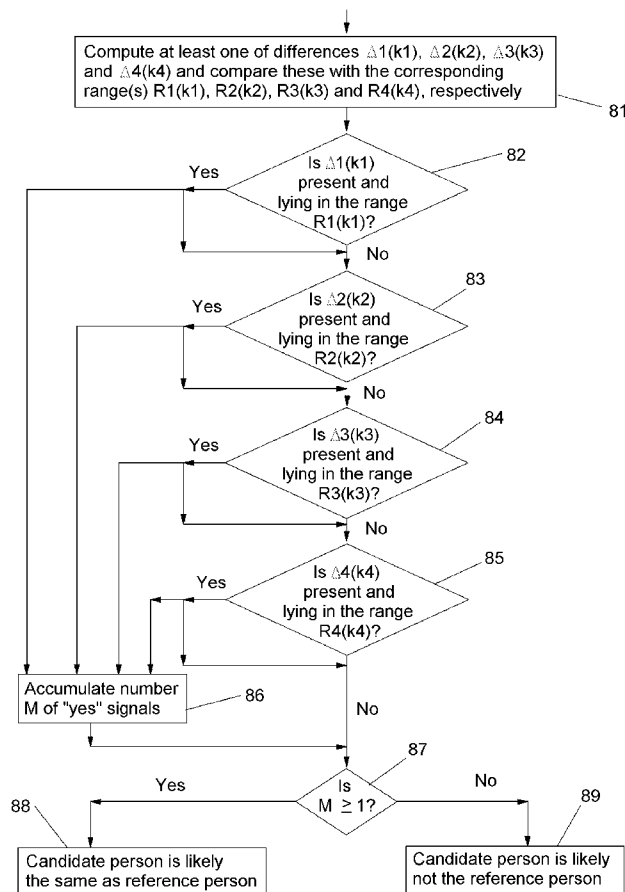 Compute at least one of differences Δ1(k1), Δ2(k2), Δ3(k3)
and Δ4(k4) and compare these with the corresponding
range(s) R1(k1), R2(k2), R3(k3) and R4(k4), respectively
81
82
Yes
Is Δ1(k1)
present and
lying in the range
R1(k1)?
No
83
Yes
Is Δ2(k2)
present and
lying in the range
R2(k2)?
No
84
Yes
Is Δ3(k3)
present and
lying in the range
R3(k3)?
No
85
Yes
Is Δ4(k4)
present and
lying in the range
R4(k4)?
Accumulate number
M of "yes" signals
86
No
87
Yes
Is
M ≥ 1?
No
88
89
Candidate person is likely
the same as reference person
Candidate person is likely
not the reference person